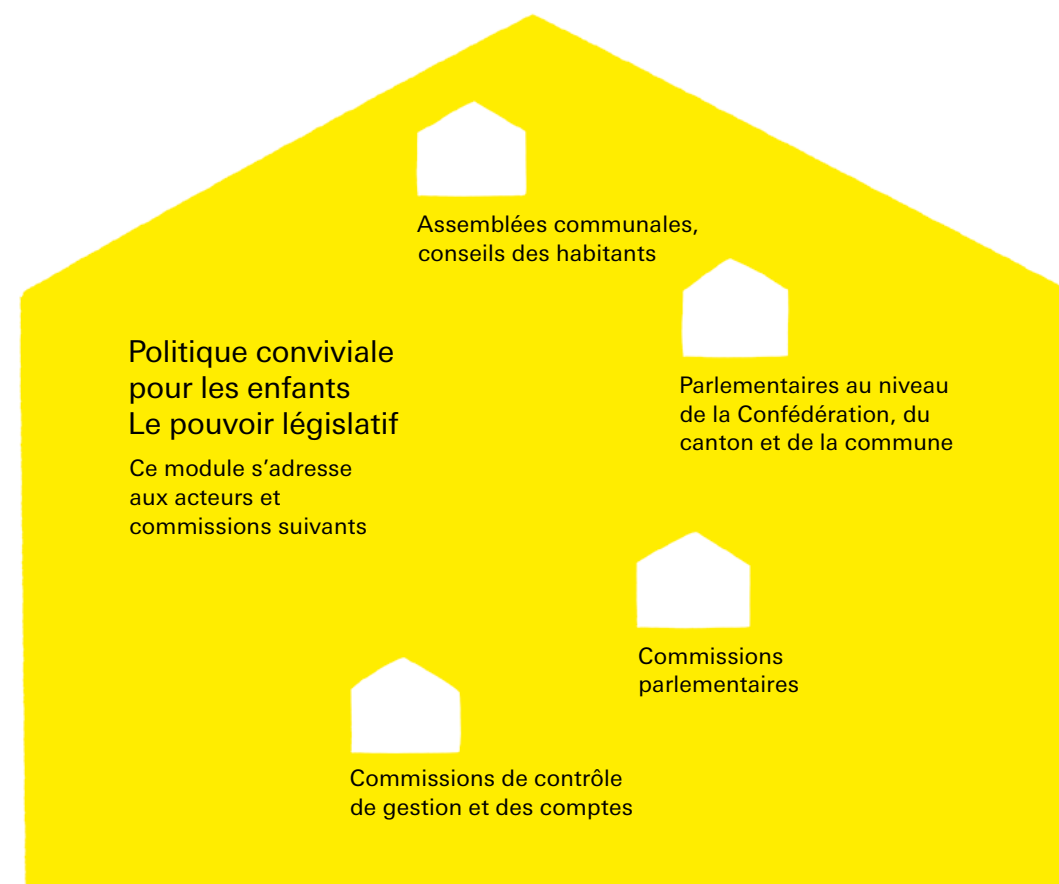 Assemblées communales,
conseils des habitants
Politique conviviale
pour les enfants
Le pouvoir législatif
Ce module s’adresse
aux acteurs et
commissions suivants
Parlementaires au niveau
de la Confédération, du
canton et de la commune
Commissions
parlementaires
Commissions de contrôle
de gestion et des comptes